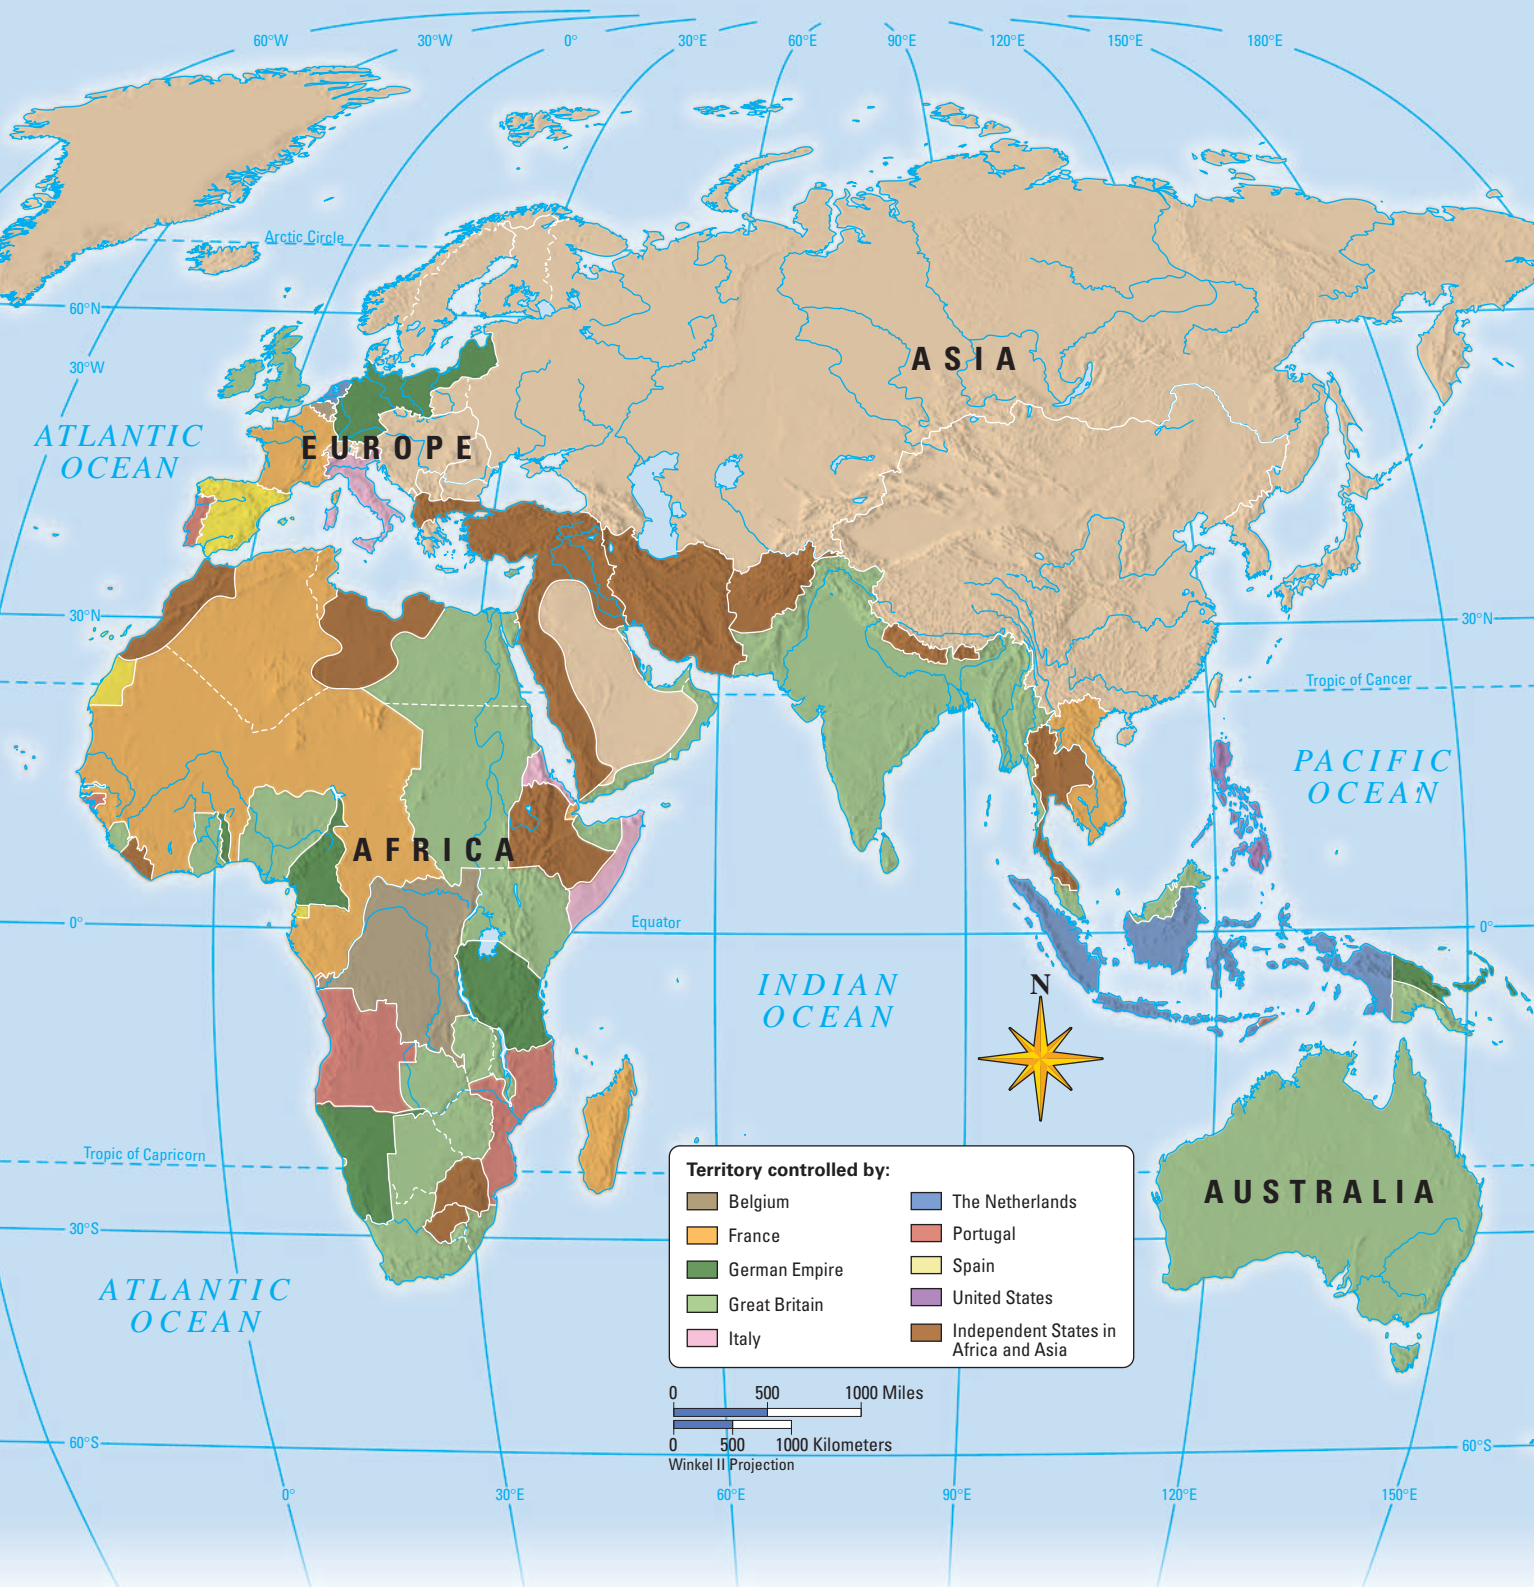 60°W 30°W 0° 30°E 60°E 90°E 120°E 150°E 180°E
Arctic Circle
60°N
30°W
ASIA
ATLANTIC
OCEAN
EUROPE
30°N 30°N
Tropic of Cancer
PACIFIC
OCEAN
AFRICA
0° Equator 0°
INDIAN
OCEAN
N
Tropic of Capricorn
AUSTRALIA
30°S
ATLANTIC
OCEAN
Territory controlled by:
Belgium
France
German Empire
Great Britain
Italy
The Netherlands
Portugal
Spain
United States
Independent States in
Africa and Asia
0 500 1000 Miles
0 500 1000 Kilometers
Winkel II Projection
60°S 60°S
0° 30°E 60°E 90°E 120°E 150°E